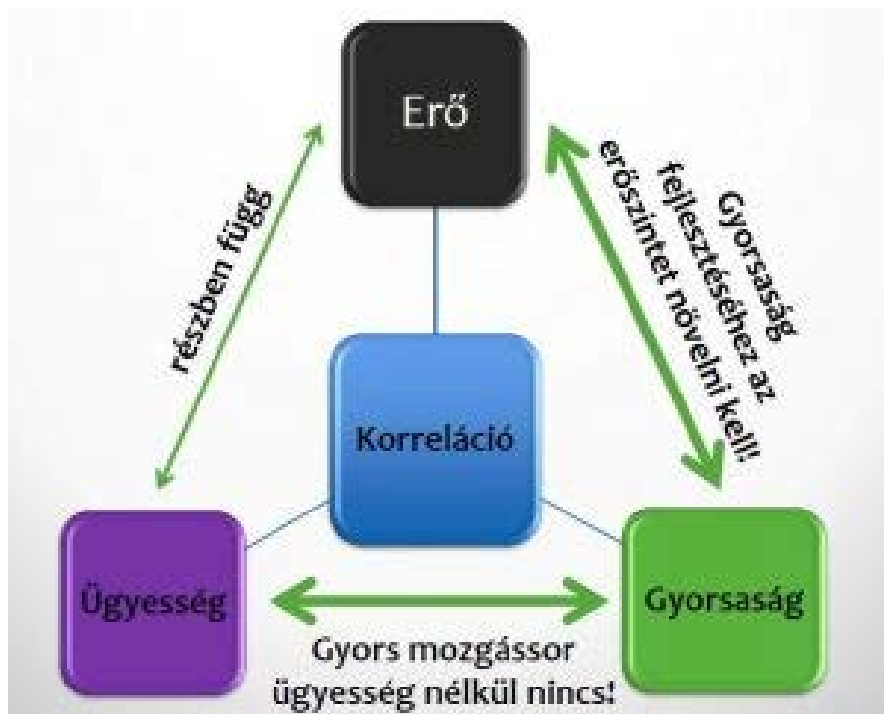 Erő
részben függ
Gyorsaság
fejlesztéséhez az
erőszintet növelni kell!
Korreláció
Ügyesség
Gyorsaság
Gyors mozgássor
ügyesség nélkül nincs!